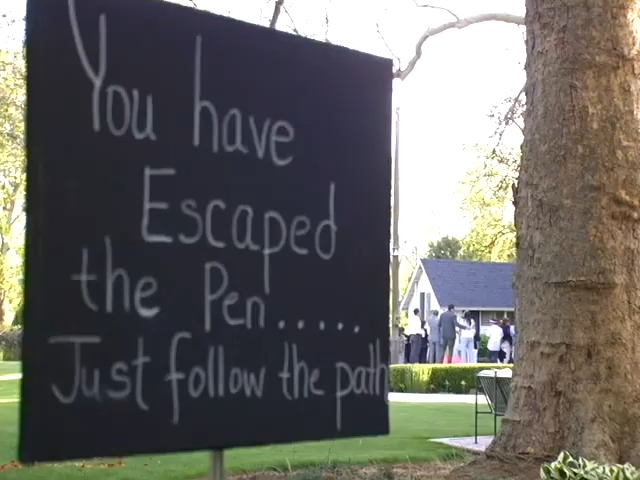 You have
Escaped
the Pen.....
Just follow the path